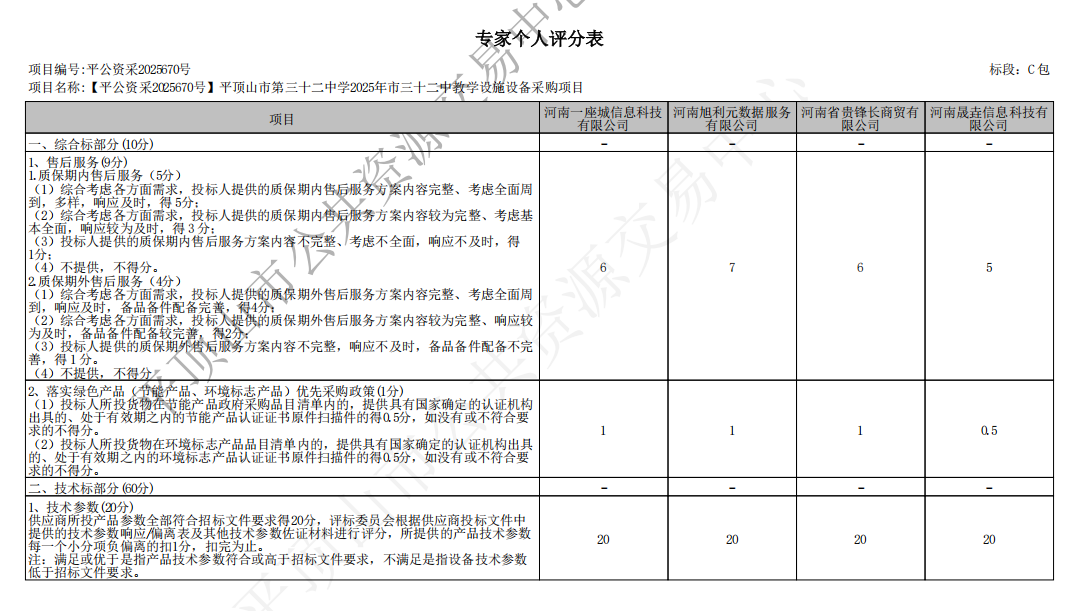 专家个人评分表
项目编号:平公资采2025670号
标段：C包
项目名称:【平公资采2025670号】平顶山市第三十二中学2025年市三十二中教学设施设备采购项目
项目
河南一座城信息科技有限公司
河南旭利元数据服务有限公司
河南省贵锋长商贸有限公司
河南晟垚信息科技有限公司
一、综合标部分(10分)
-
-
-
-
1、售后服务(9分)
1.质保期内售后服务（5分）
（1）综合考虑各方面需求，投标人提供的质保期内售后服务方案内容完整、考虑全面周
到，多样，响应及时，得 5分；
（2）综合考虑各方面需求，投标人提供的质保期内售后服务方案内容较为完整、考虑基
本全面，响应较为及时，得 3 分；
（3）投标人提供的质保期内售后服务方案内容不完整、考虑不全面，响应不及时，得
1分；
（4）不提供，不得分。
2.质保期外售后服务（4分）
（1）综合考虑各方面需求，投标人提供的质保期外售后服务方案内容完整、考虑全面周
到，响应及时，备品备件配备完善，得4分；
（2）综合考虑各方面需求，投标人提供的质保期外售后服务方案内容较为完整、响应较
为及时，备品备件配备较完善，得2分；
（3）投标人提供的质保期外售后服务方案内容不完整，响应不及时，备品备件配备不完
善，得 1 分。
（4）不提供，不得分。
6
7
6
5
2、落实绿色产品（节能产品、环境标志产品）优先采购政策(1分)
（1）投标人所投货物在节能产品政府采购品目清单内的，提供具有国家确定的认证机构
出具的、处于有效期之内的节能产品认证证书原件扫描件的得0.5分，如没有或不符合要
求的不得分。
（2）投标人所投货物在环境标志产品品目清单内的，提供具有国家确定的认证机构出具
的、处于有效期之内的环境标志产品认证证书原件扫描件的得0.5分，如没有或不符合要
求的不得分。
1
1
1
0.5
二、技术标部分(60分)
-
-
-
-
1、技术参数(20分)
供应商所投产品参数全部符合招标文件要求得20分，评标委员会根据供应商投标文件中
提供的技术参数响应/偏离表及其他技术参数佐证材料进行评分，所提供的产品技术参数
每一个小分项负偏离的扣1分，扣完为止。
注：满足或优于是指产品技术参数符合或高于招标文件要求，不满足是指设备技术参数
低于招标文件要求。
20
20
20
20
平顶山市公共资源交易中心
平顶山市公共资源交易中心